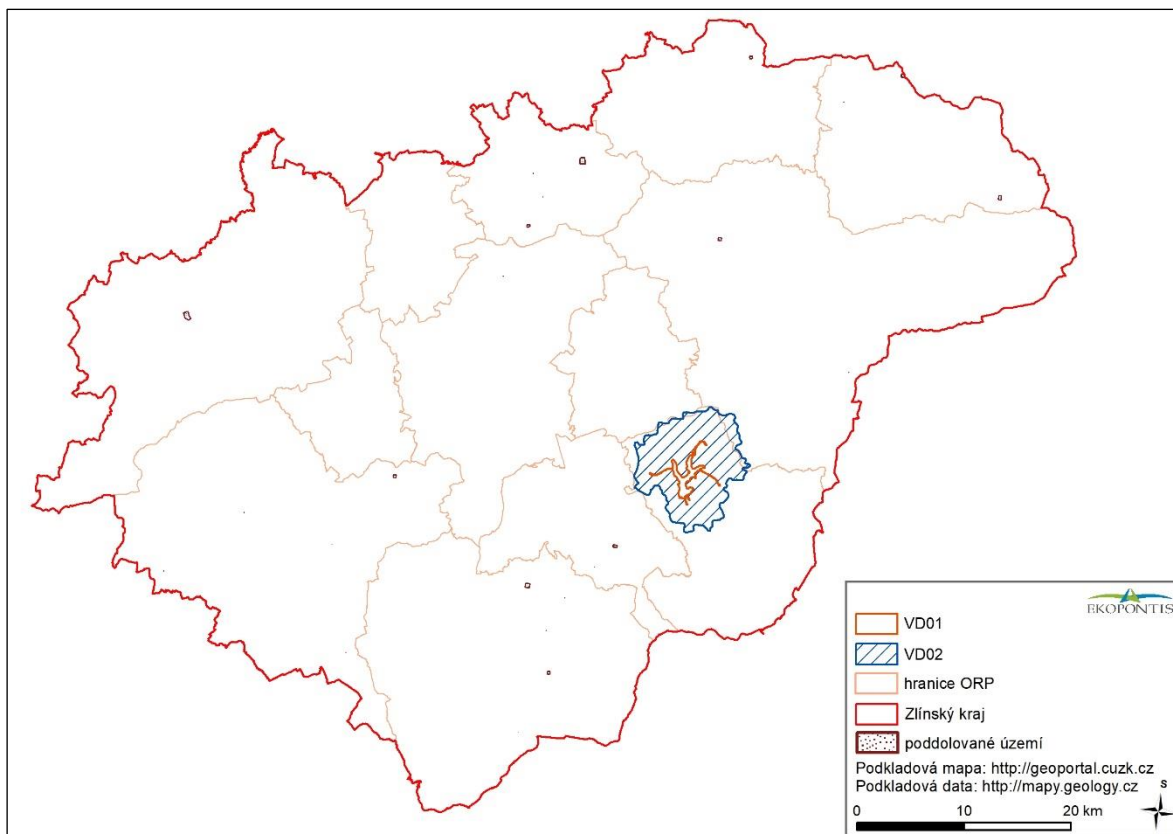 EKOPONTIS
VD01
VD02
hranice ORP
Zlínský kraj
poddolované území
Podkladová mapa: http://geoportal.cuzk.cz
Podkladová data: http://mapy.geology.cz
S
0 10 20 km